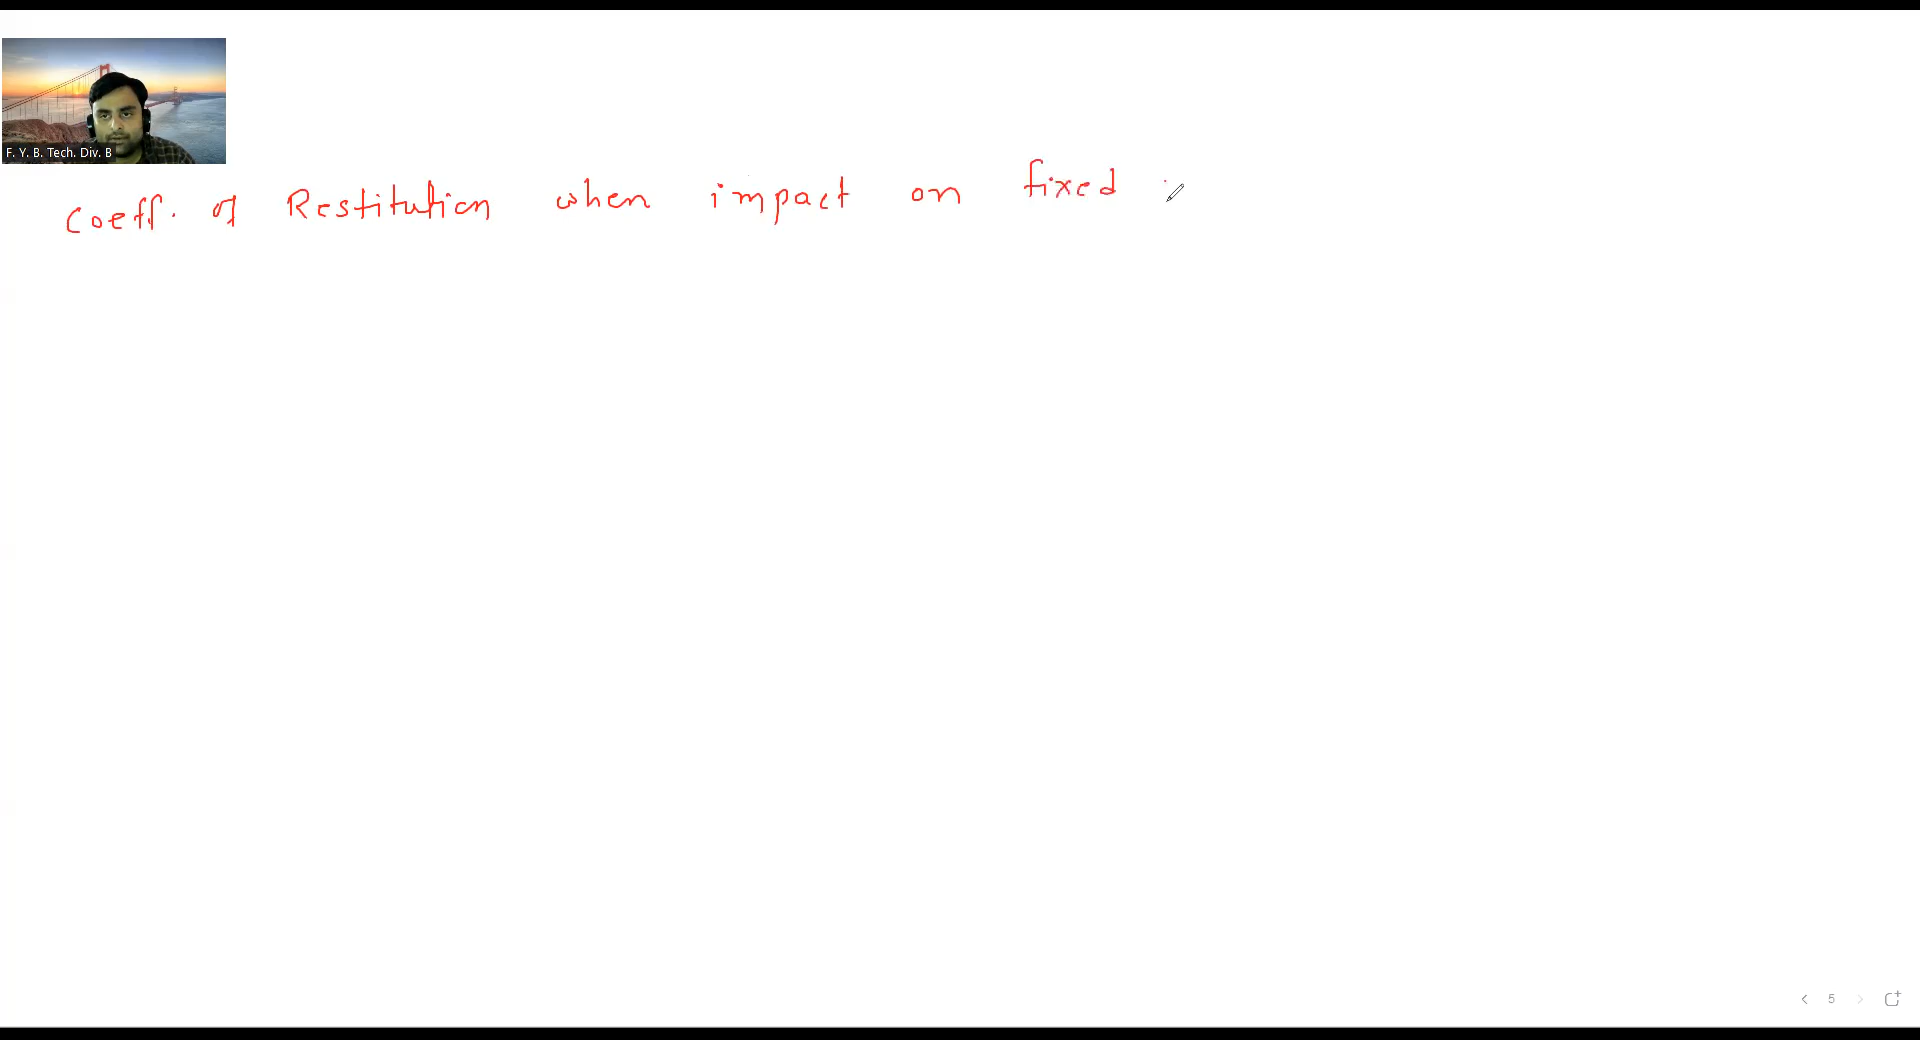 F. Y. B. Tech. Div. B
Coeff. of Restitution when impact on fixed
5